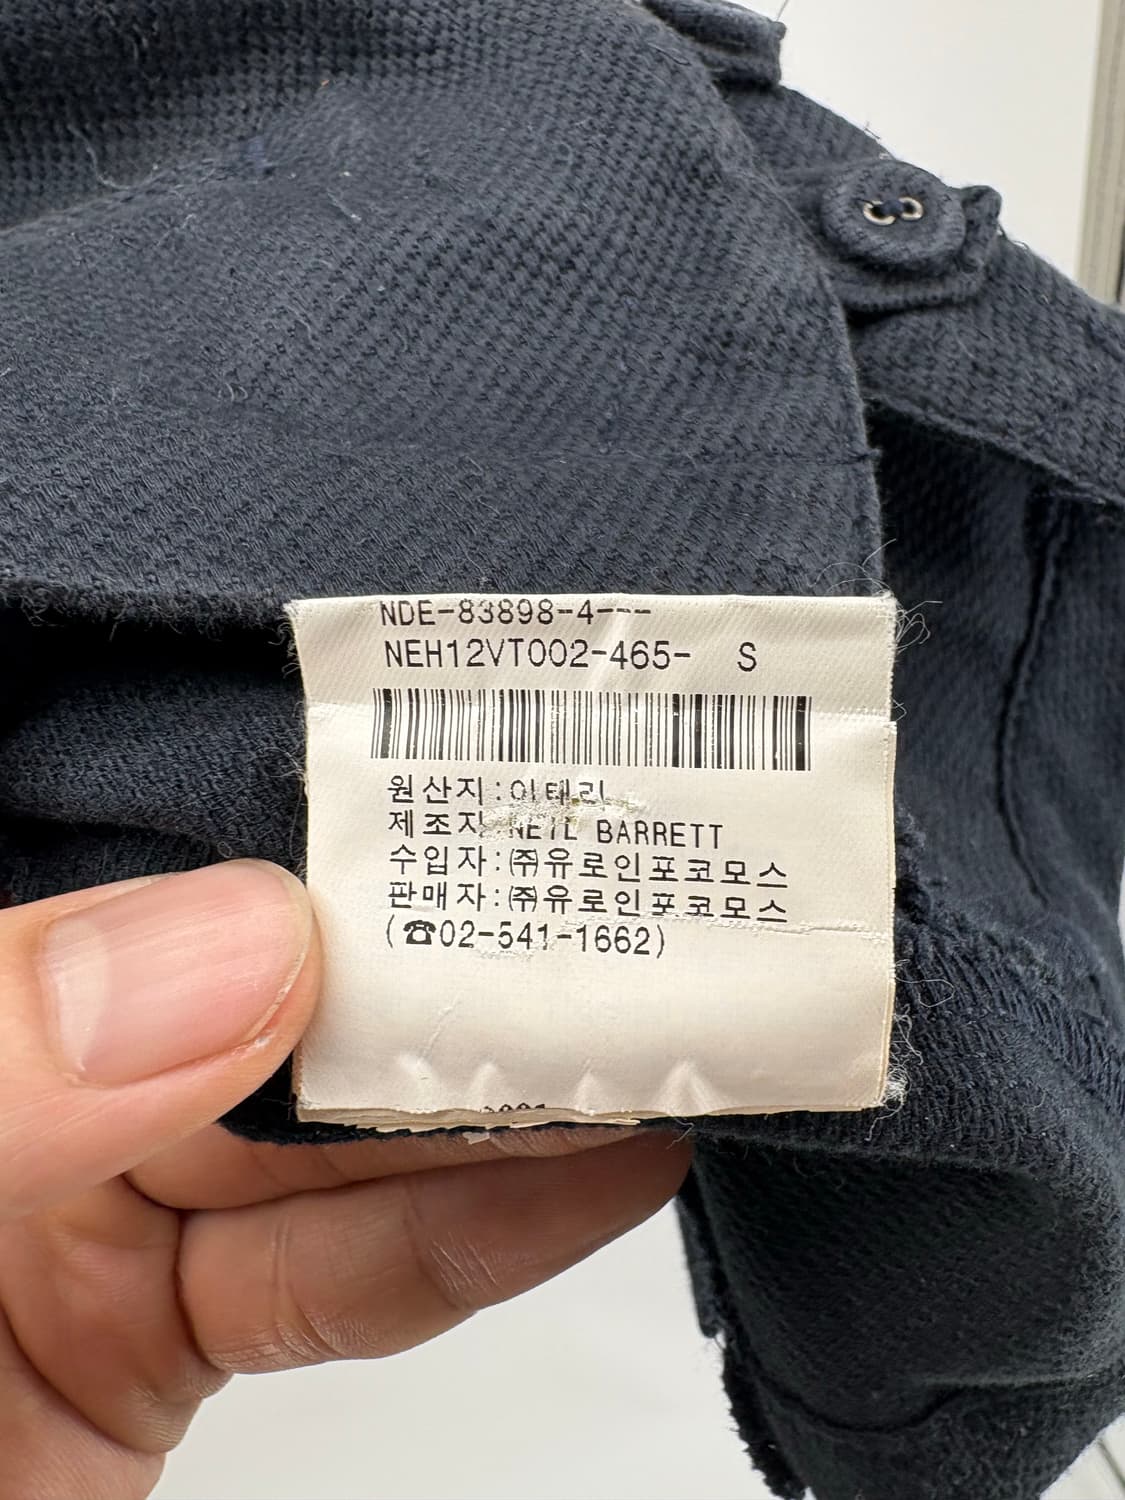 NDE-83898-4---
NEH12VT002-465- S
원산지:이태리
제조자:NEIL BARRETT
수입자:㈜유로인포코모스
판매자:㈜유로인포코모스
(☎02-541-1662)